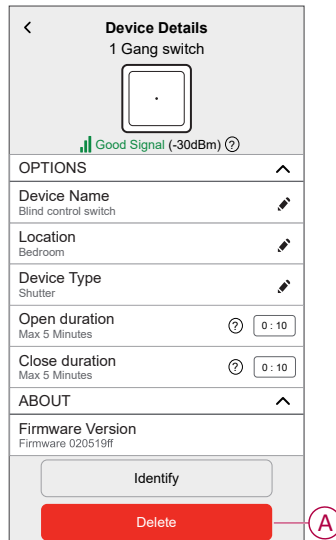 Device Details
1 Gang switch
Good Signal (-30dBm) ?
OPTIONS
Device Name
Blind control switch
Location
Bedroom
Device Type
Shutter
Open duration
Max 5 Minutes
? 0 : 10
Close duration
Max 5 Minutes
? 0 : 10
ABOUT
Firmware Version
Firmware 020519ff
Identify
Delete
A